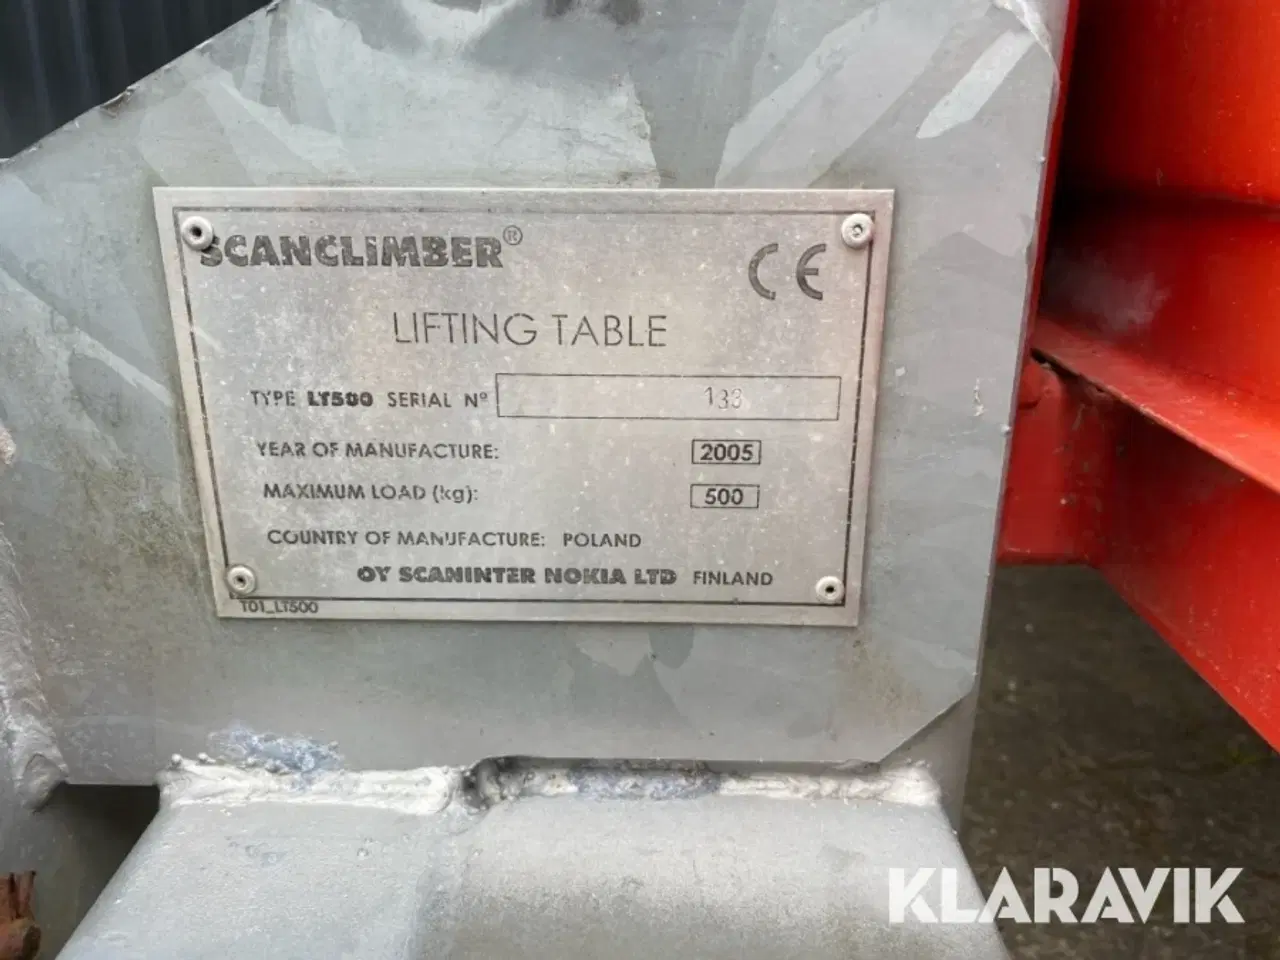 SCANCLIMBER®
CE
LIFTING TABLE
TYPE LT500 SERIAL Nº 133
YEAR OF MANUFACTURE: 2005
MAXIMUM LOAD (kg): 500
COUNTRY OF MANUFACTURE: POLAND
OY SCANINTER NOKIA LTD FINLAND
T01_LT500
KLARAVIK